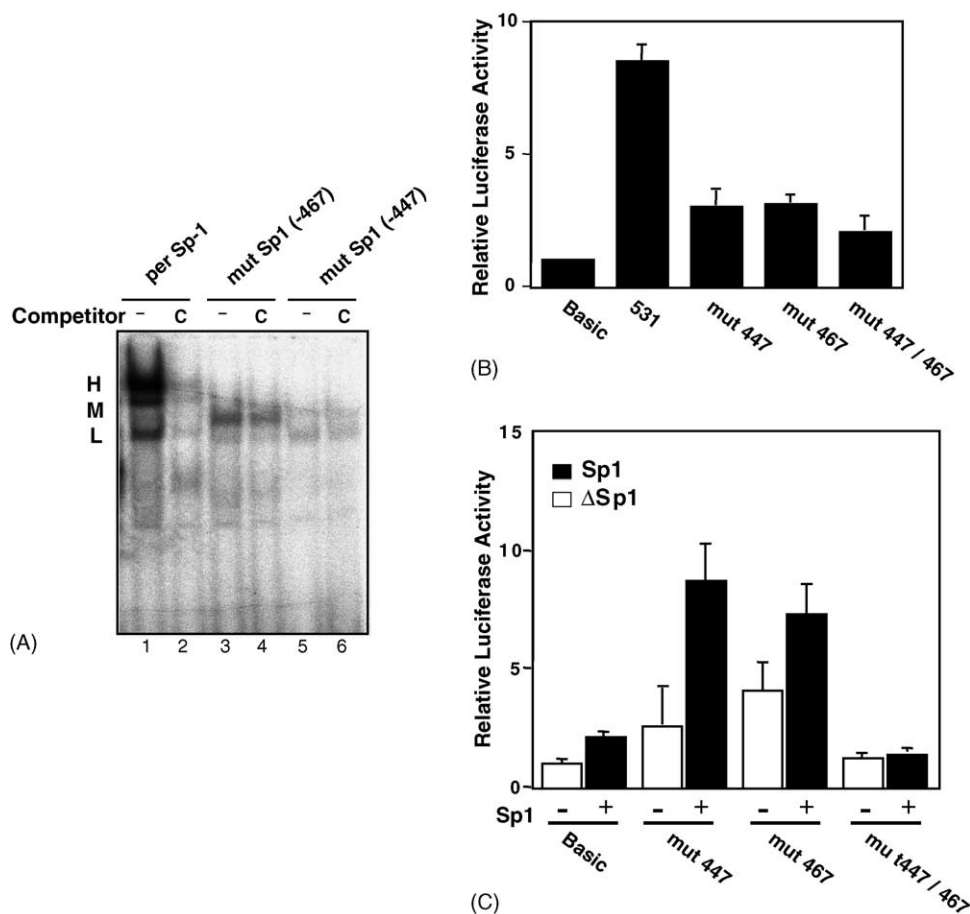 per Sp-1
mut Sp1 (-467)
mut Sp1 (-447)
Competitor
- C - C - C
H
M
L
1 2 3 4 5 6
(A)
Relative Luciferase Activity
10
5
0
Basic
531
mut 447
mut 467
mut 447 / 467
(B)
Relative Luciferase Activity
15
10
5
0
Sp1
ΔSp1
Sp1 - + - + - + - +
Basic
mut 447
mut 467
mu t447 / 467
(C)